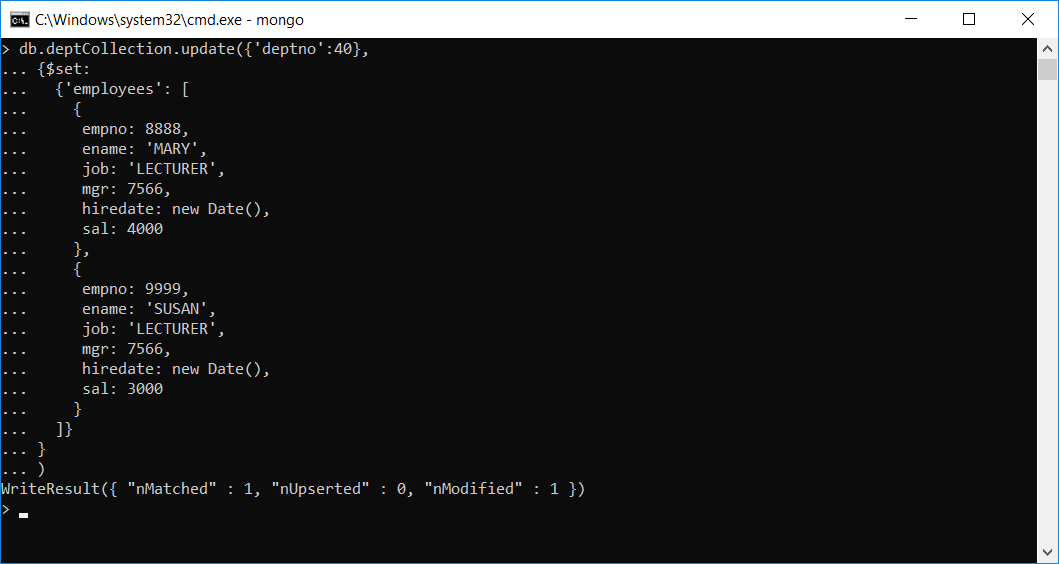 C:\Windows\system32\cmd.exe - mongo
> db.deptCollection.update({'deptno':40},
... {$set:
...   {'employees': [
...     {
...      empno: 8888,
...      ename: 'MARY',
...      job: 'LECTURER',
...      mgr: 7566,
...      hiredate: new Date(),
...      sal: 4000
...     },
...     {
...      empno: 9999,
...      ename: 'SUSAN',
...      job: 'LECTURER',
...      mgr: 7566,
...      hiredate: new Date(),
...      sal: 3000
...     }
...   ]}
... }
... )
WriteResult({ "nMatched" : 1, "nUpserted" : 0, "nModified" : 1 })
>